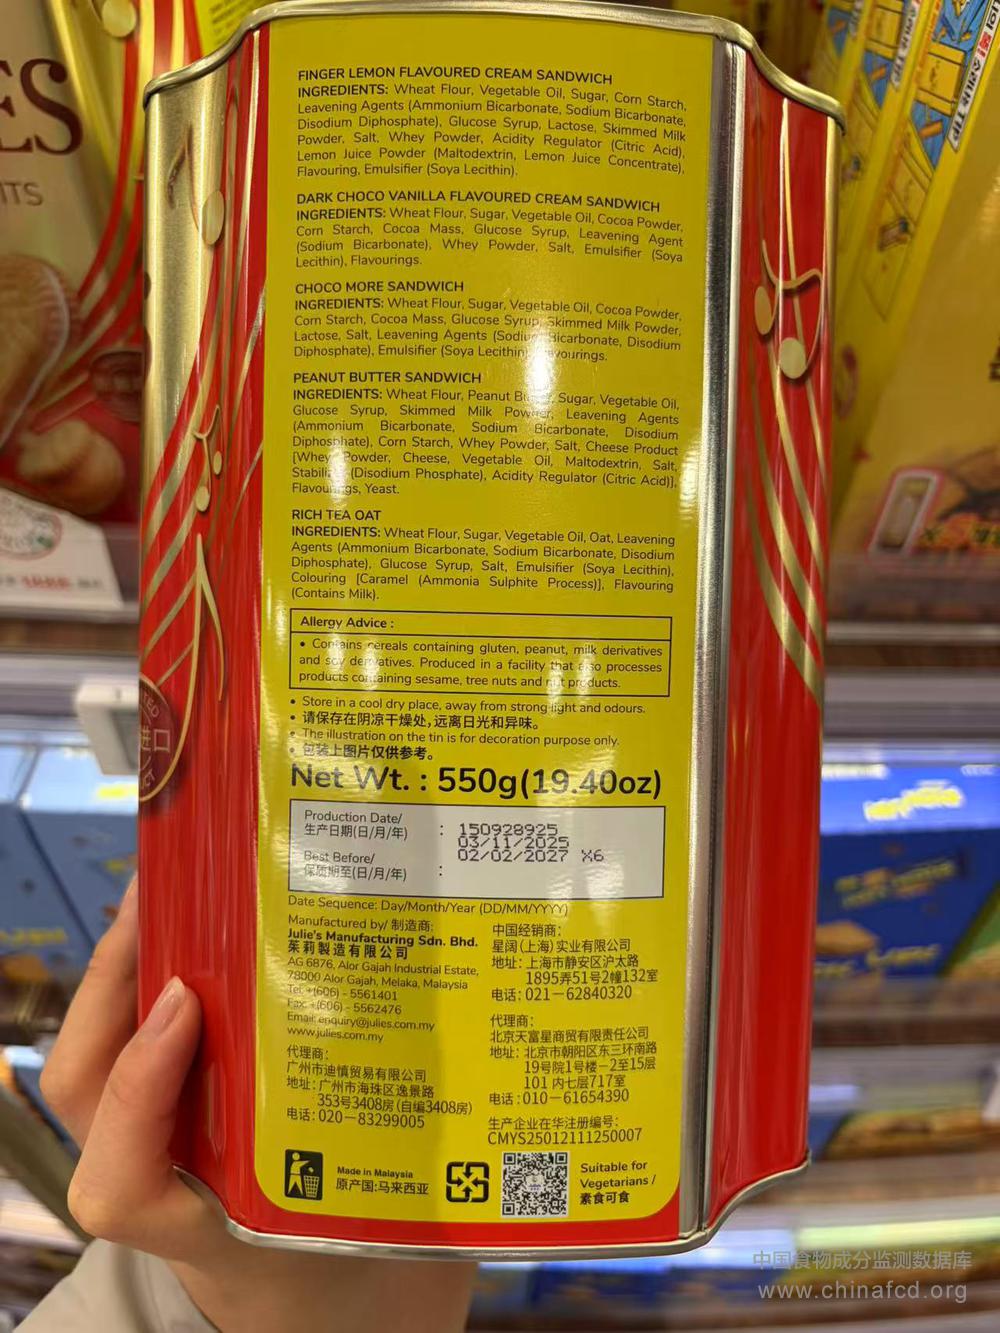 FINGER LEMON FLAVOURED CREAM SANDWICH
INGREDIENTS: Wheat Flour, Vegetable Oil, Sugar, Corn Starch,
Leavening Agents (Ammonium Bicarbonate, Sodium Bicarbonate,
Disodium Diphosphate), Glucose Syrup, Lactose, Skimmed Milk
Powder, Salt, Whey Powder, Acidity Regulator (Citric Acid),
Lemon Juice Powder (Maltodextrin, Lemon Juice Concentrate),
Flavouring, Emulsifier (Soya Lecithin).
DARK CHOCO VANILLA FLAVOURED CREAM SANDWICH
INGREDIENTS: Wheat Flour, Sugar, Vegetable Oil, Cocoa Powder,
Corn Starch, Cocoa Mass, Glucose Syrup, Leavening Agent
(Sodium Bicarbonate), Whey Powder, Salt, Emulsifier (Soya
Lecithin), Flavourings.
CHOCO MORE SANDWICH
INGREDIENTS: Wheat Flour, Sugar, Vegetable Oil, Cocoa Powder,
Corn Starch, Cocoa Mass, Glucose Syrup, Skimmed Milk Powder,
Lactose, Salt, Leavening Agents (Sodium Bicarbonate, Disodium
Diphosphate), Emulsifier (Soya Lecithin), Flavourings.
PEANUT BUTTER SANDWICH
INGREDIENTS: Wheat Flour, Peanut Butter, Sugar, Vegetable Oil,
Glucose Syrup, Skimmed Milk Powder, Leavening Agents
(Ammonium Bicarbonate, Sodium Bicarbonate, Disodium
Diphosphate), Corn Starch, Whey Powder, Salt, Cheese Product
[Whey Powder, Cheese, Vegetable Oil, Maltodextrin, Salt,
Stabilizer (Disodium Phosphate), Acidity Regulator (Citric Acid)],
Flavourings, Yeast.
RICH TEA OAT
INGREDIENTS: Wheat Flour, Sugar, Vegetable Oil, Oat, Leavening
Agents (Ammonium Bicarbonate, Sodium Bicarbonate, Disodium
Diphosphate), Glucose Syrup, Salt, Emulsifier (Soya Lecithin),
Colouring [Caramel (Ammonia Sulphite Process)], Flavouring
(Contains Milk).
Allergy Advice :
• Contains cereals containing gluten, peanut, milk derivatives
and soy derivatives. Produced in a facility that also processes
products containing sesame, tree nuts and nut products.
• Store in a cool dry place, away from strong light and odours.
• 请保存在阴凉干燥处,远离日光和异味。
• The illustration on the tin is for decoration purpose only.
• 包装上图片仅供参考。
Net Wt. : 550g(19.40oz)
Production Date/
生产日期(日/月/年) :
150928925
03/11/2025
02/02/2027 X6
Best Before/
保质期至(日/月/年) :
Date Sequence: Day/Month/Year (DD/MM/YYYY)
Manufactured by/ 制造商:
Julie's Manufacturing Sdn. Bhd.
茱莉製造有限公司
AG 6876, Alor Gajah Industrial Estate,
78000 Alor Gajah, Melaka, Malaysia
Tel: +(606) - 5561401
Fax: +(606) - 5562476
Email: enquiry@julies.com.my
www.julies.com.my
代理商:
广州市迪慎贸易有限公司
地址: 广州市海珠区逸景路
353号3408房(自编3408房)
电话: 020-83299005
中国经销商:
星阔(上海)实业有限公司
地址: 上海市静安区沪太路
1895弄51号2幢132室
电话: 021-62840320
代理商:
北京天富星商贸有限责任公司
地址: 北京市朝阳区东三环南路
19号院1号楼-2至15层
101 内七层717室
电话: 010-61654390
生产企业在华注册编号:
CMYS25012111250007
Made in Malaysia
原产国:马来西亚
Suitable for
Vegetarians /
素食可食
ES
ITS
进口
中国食物成分监测数据库
www.chinafcd.org